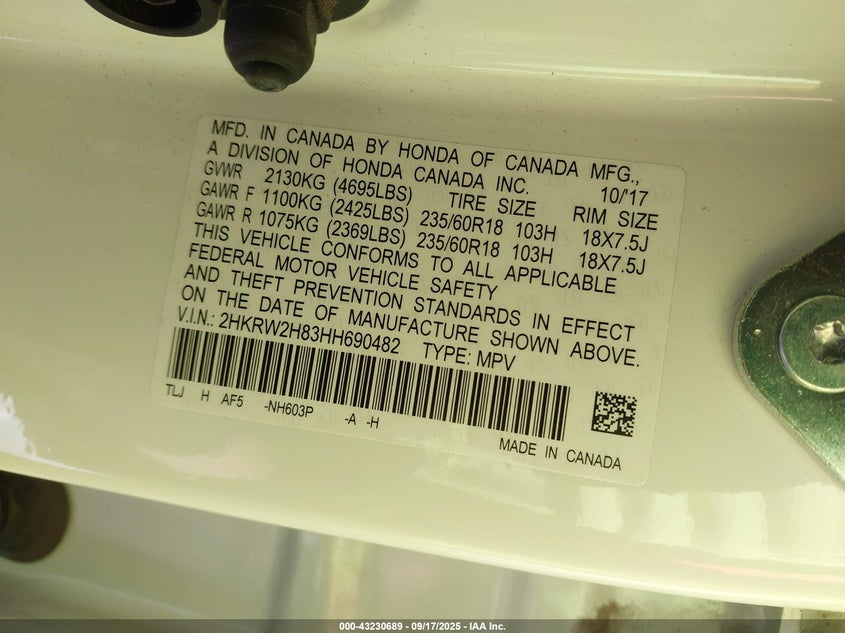 MFD. IN CANADA BY HONDA OF CANADA MFG.,
A DIVISION OF HONDA CANADA INC. 10/'17
GVWR 2130KG (4695LBS) TIRE SIZE RIM SIZE
GAWR F 1100KG (2425LBS) 235/60R18 103H 18X7.5J
GAWR R 1075KG (2369LBS) 235/60R18 103H 18X7.5J
THIS VEHICLE CONFORMS TO ALL APPLICABLE
FEDERAL MOTOR VEHICLE SAFETY
AND THEFT PREVENTION STANDARDS IN EFFECT
ON THE DATE OF MANUFACTURE SHOWN ABOVE.
V.I.N.: 2HKRW2H83HH690482 TYPE: MPV
TLJ H AF5 -NH603P -A -H
MADE IN CANADA
000-43230689 - 09/17/2025 - IAA Inc.